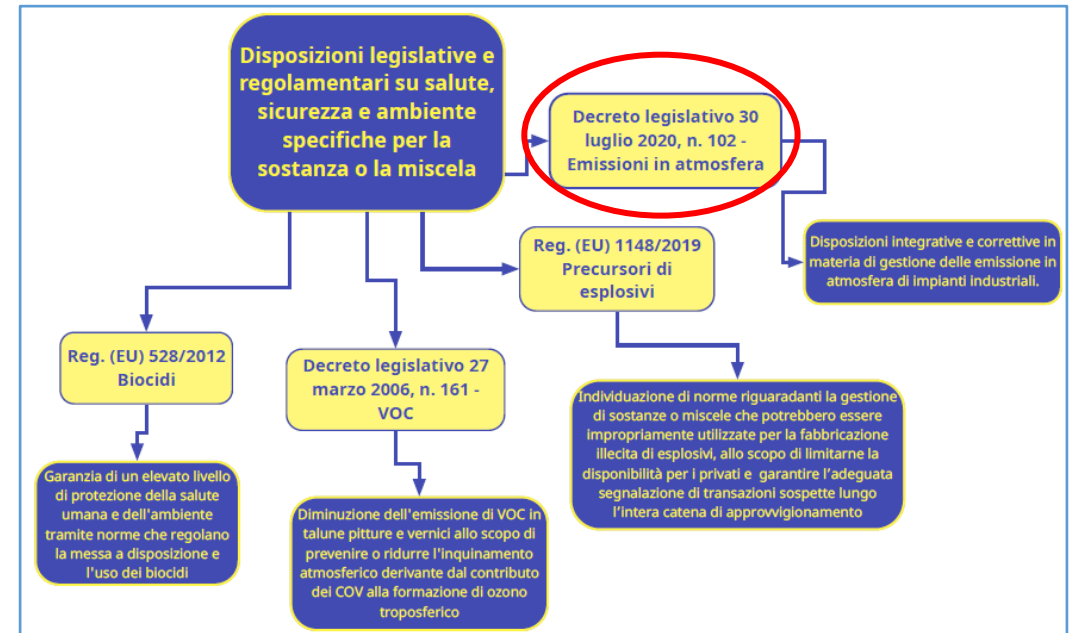 Disposizioni legislative e
regolamentari su salute,
sicurezza e ambiente
specifiche per la
sostanza o la miscela
Decreto legislativo 30
luglio 2020, n. 102 -
Emissioni in atmosfera
Disposizioni integrative e correttive in
materia di gestione delle emissione in
atmosfera di impianti industriali.
Reg. (EU) 1148/2019
Precursori di
esplosivi
Reg. (EU) 528/2012
Biocidi
Decreto legislativo 27
marzo 2006, n. 161 -
VOC
Individuazione di norme riguaradanti la gestione
di sostanze o miscele che potrebbero essere
impropriamente utilizzate per la fabbricazione
illecita di esplosivi, allo scopo di limitarne la
disponibilità per i privati e garantire l'adeguata
segnalazione di transazioni sospette lungo
l'intera catena di approvvigionamento
Garanzia di un elevato livello
di protezione della salute
umana e dell'ambiente
tramite norme che regolano
la messa a disposizione e
l'uso dei biocidi
Diminuzione dell'emissione di VOC in
talune pitture e vernici allo scopo di
prevenire o ridurre l'inquinamento
atmosferico derivante dal contributo
dei COV alla formazione di ozono
troposferico